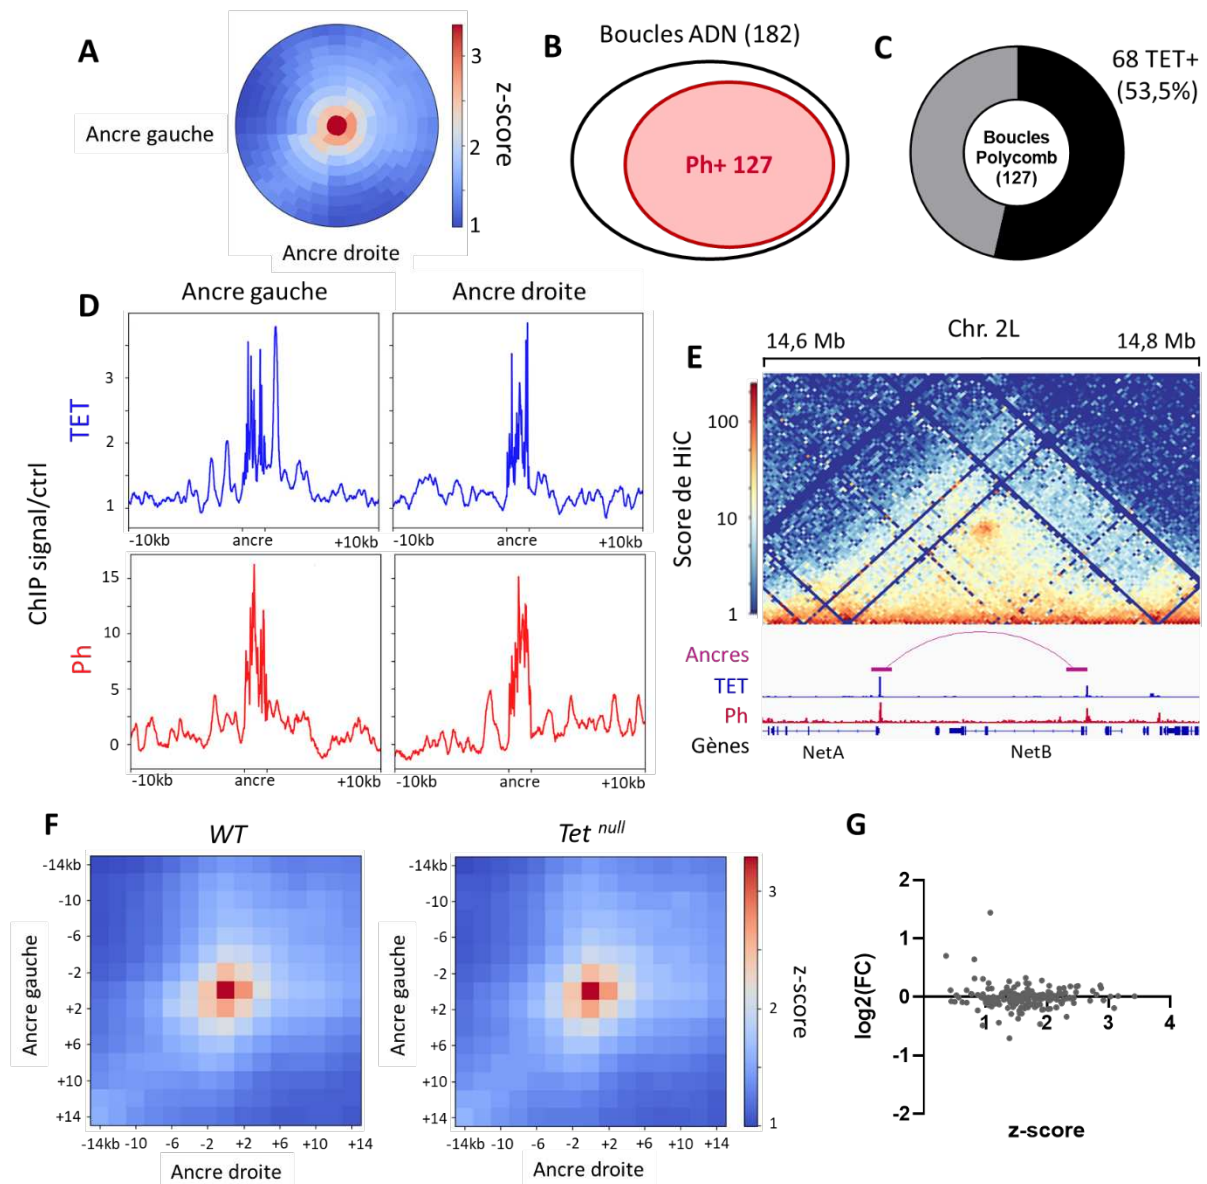 A
Ancre gauche
Ancre droite
3
2
1
z-score
B
Boucles ADN (182)
Ph+ 127
C
68 TET+
(53,5%)
Boucles
Polycomb
(127)
D
Ancre gauche
Ancre droite
ChIP signal/ctrl
TET
3
2
1
-10kb
ancre
+10kb
-10kb
ancre
+10kb
Ph
15
10
5
0
-10kb
ancre
+10kb
-10kb
ancre
+10kb
E
Chr. 2L
14,6 Mb
14,8 Mb
Score de HiC
100
10
1
Ancres
TET
Ph
Gènes
NetA
NetB
F
WT
Tet null
Ancre gauche
-14kb
-10
-6
-2
+2
+6
+10
+14
-14kb -10 -6 -2 +2 +6 +10 +14
Ancre droite
Ancre gauche
-14kb
-10
-6
-2
+2
+6
+10
+14
-14kb -10 -6 -2 +2 +6 +10 +14
Ancre droite
3
2
1
z-score
G
log2(FC)
2
1
0
-1
-2
1 2 3 4
z-score